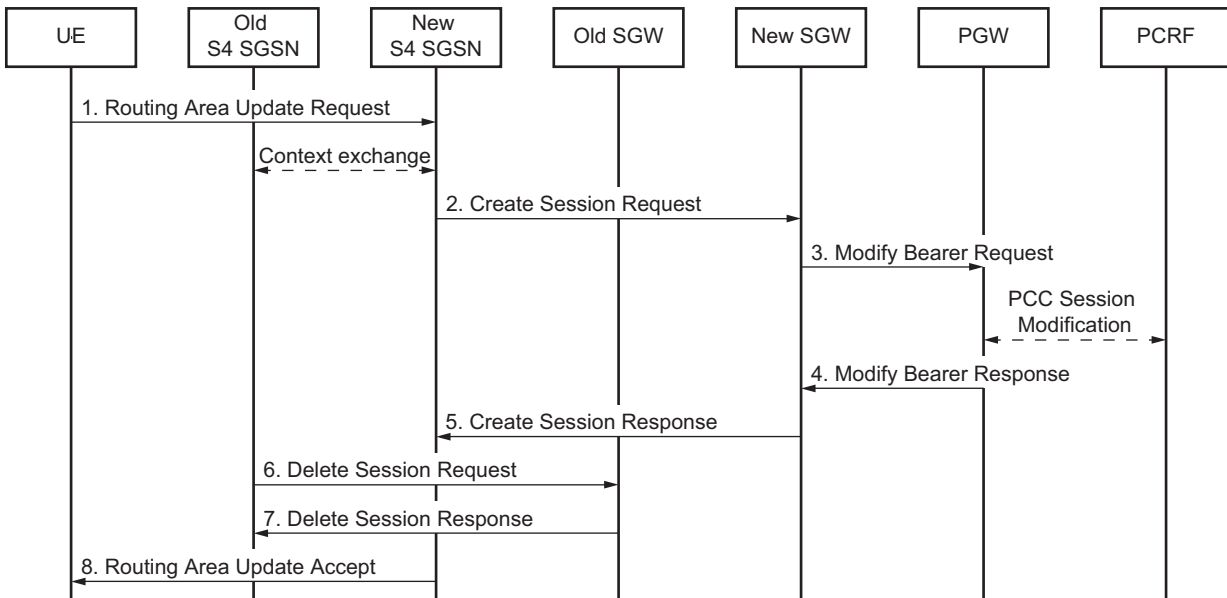 UE
Old
S4 SGSN
New
S4 SGSN
Old SGW
New SGW
PGW
PCRF
1. Routing Area Update Request
Context exchange
2. Create Session Request
3. Modify Bearer Request
PCC Session
Modification
4. Modify Bearer Response
5. Create Session Response
6. Delete Session Request
7. Delete Session Response
8. Routing Area Update Accept